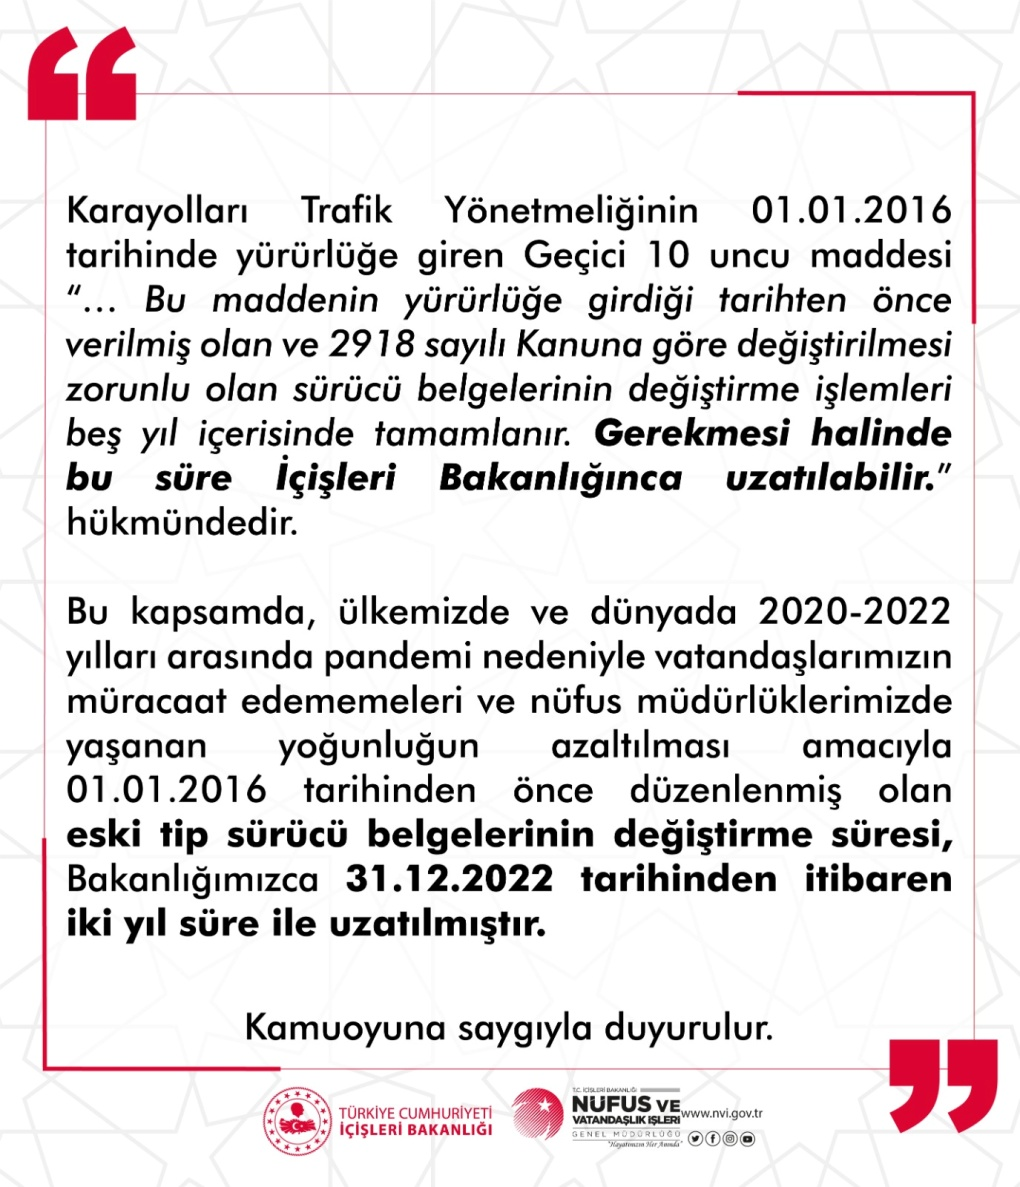 Karayolları Trafik Yönetmeliğinin 01.01.2016
tarihinde yürürlüğe giren Geçici 10 uncu maddesi
“… Bu maddenin yürürlüğe girdiği tarihten önce
verilmiş olan ve 2918 sayılı Kanuna göre değiştirilmesi
zorunlu olan sürücü belgelerinin değiştirme işlemleri
beş yıl içerisinde tamamlanır. Gerekmesi halinde
bu süre İçişleri Bakanlığınca uzatılabilir.”
hükmündedir.
Bu kapsamda, ülkemizde ve dünyada 2020-2022
yılları arasında pandemi nedeniyle vatandaşlarımızın
müracaat edememeleri ve nüfus müdürlüklerimizde
yaşanan yoğunluğun azaltılması amacıyla
01.01.2016 tarihinden önce düzenlenmiş olan
eski tip sürücü belgelerinin değiştirme süresi,
Bakanlığımızca 31.12.2022 tarihinden itibaren
iki yıl süre ile uzatılmıştır.
Kamuoyuna saygıyla duyurulur.
TÜRKİYE CUMHURİYETİ
İÇİŞLERİ BAKANLIĞI
T.C. İÇİŞLERİ BAKANLIĞI
NÜFUS VE
VATANDAŞLIK İŞLERİ
GENEL MÜDÜRLÜĞÜ
"Hayatınızın Her Anında"
www.nvi.gov.tr